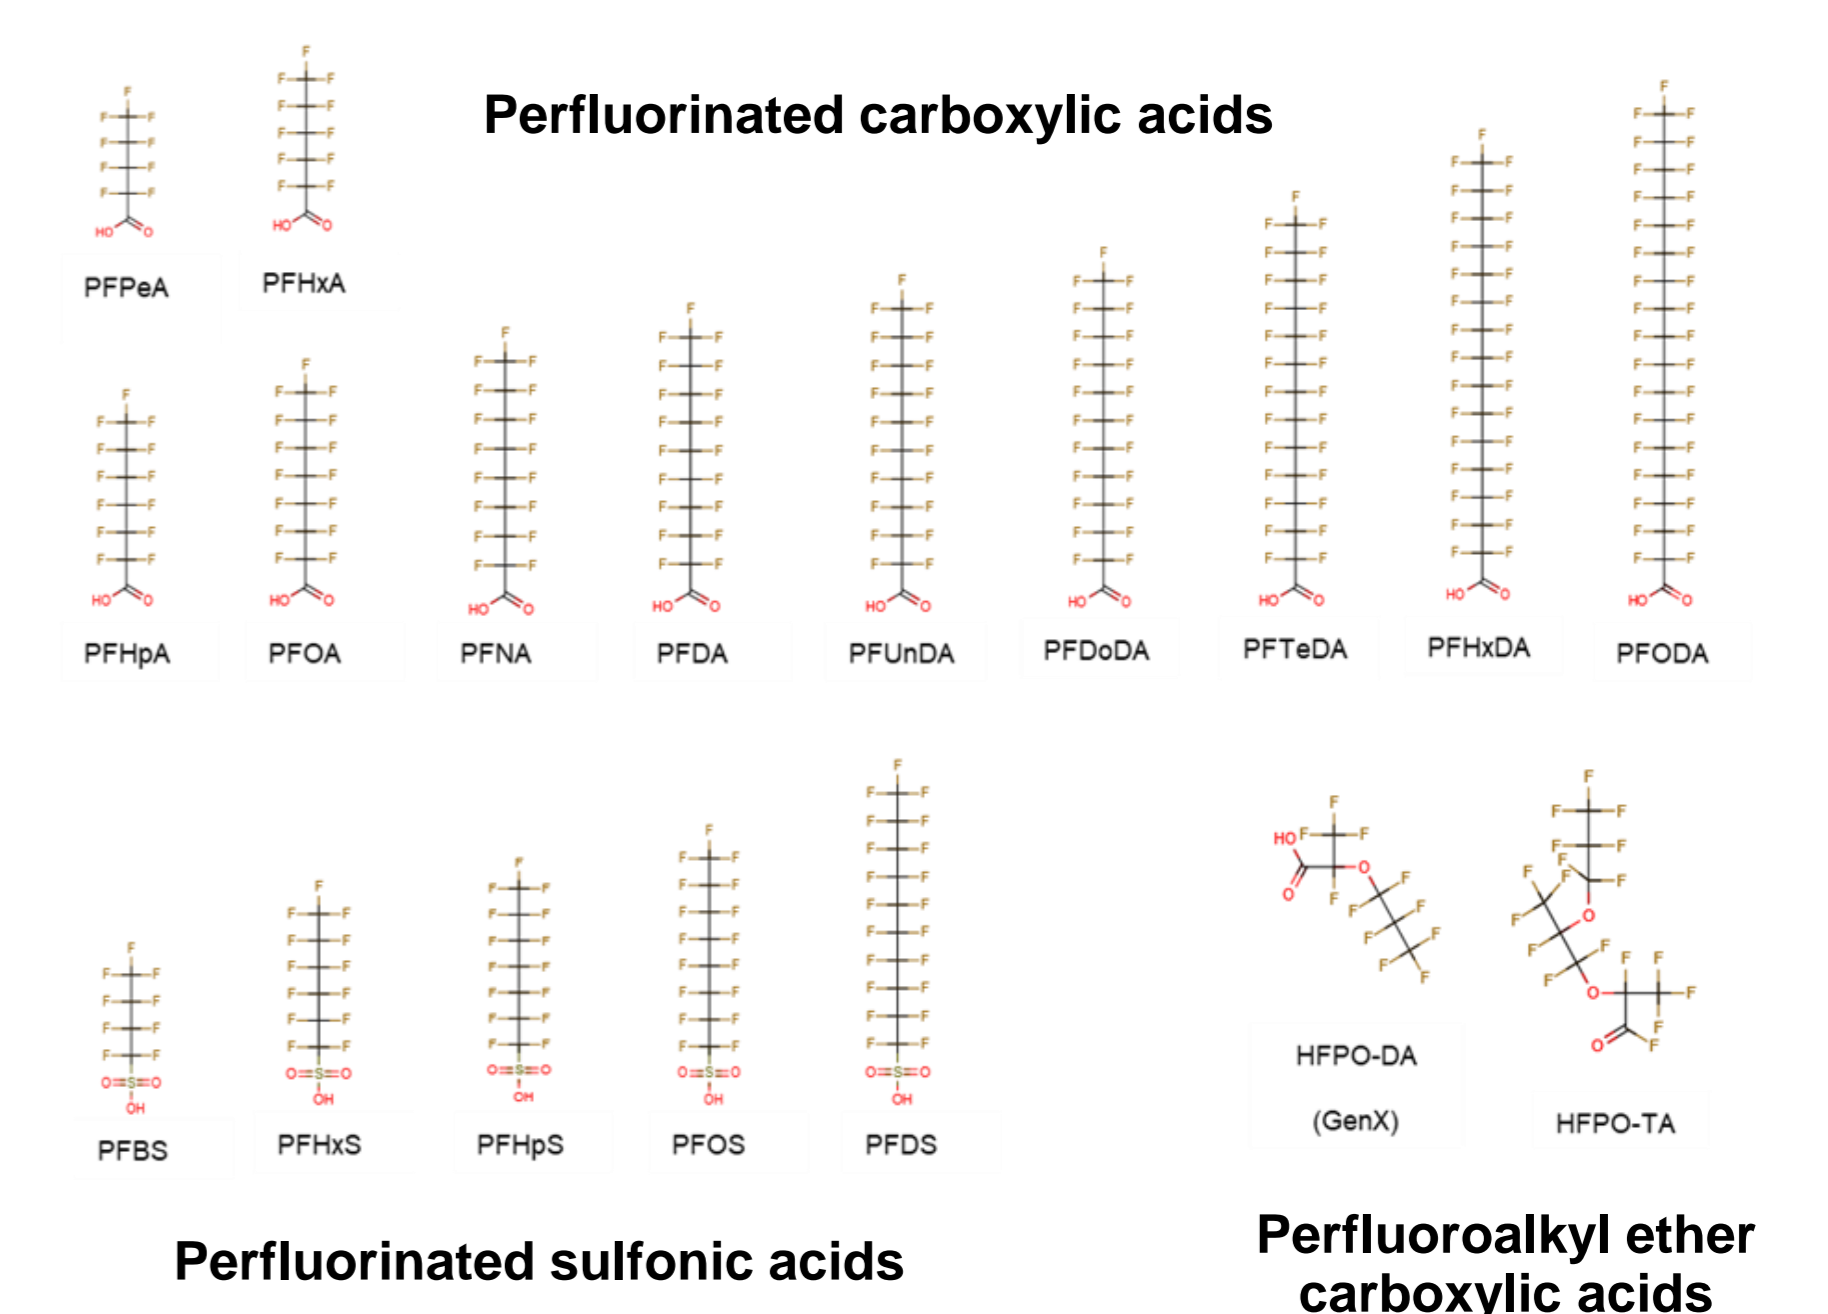 Perfluorinated carboxylic acids
PFPeA
PFHxA
PFHpA
PFOA
PFNA
PFDA
PFUnDA
PFDoDA
PFTeDA
PFHxDA
PFODA
PFBS
PFHxS
PFHpS
PFOS
PFDS
HFPO-DA
(GenX)
HFPO-TA
Perfluorinated sulfonic acids
Perfluoroalkyl ether
carboxylic acids